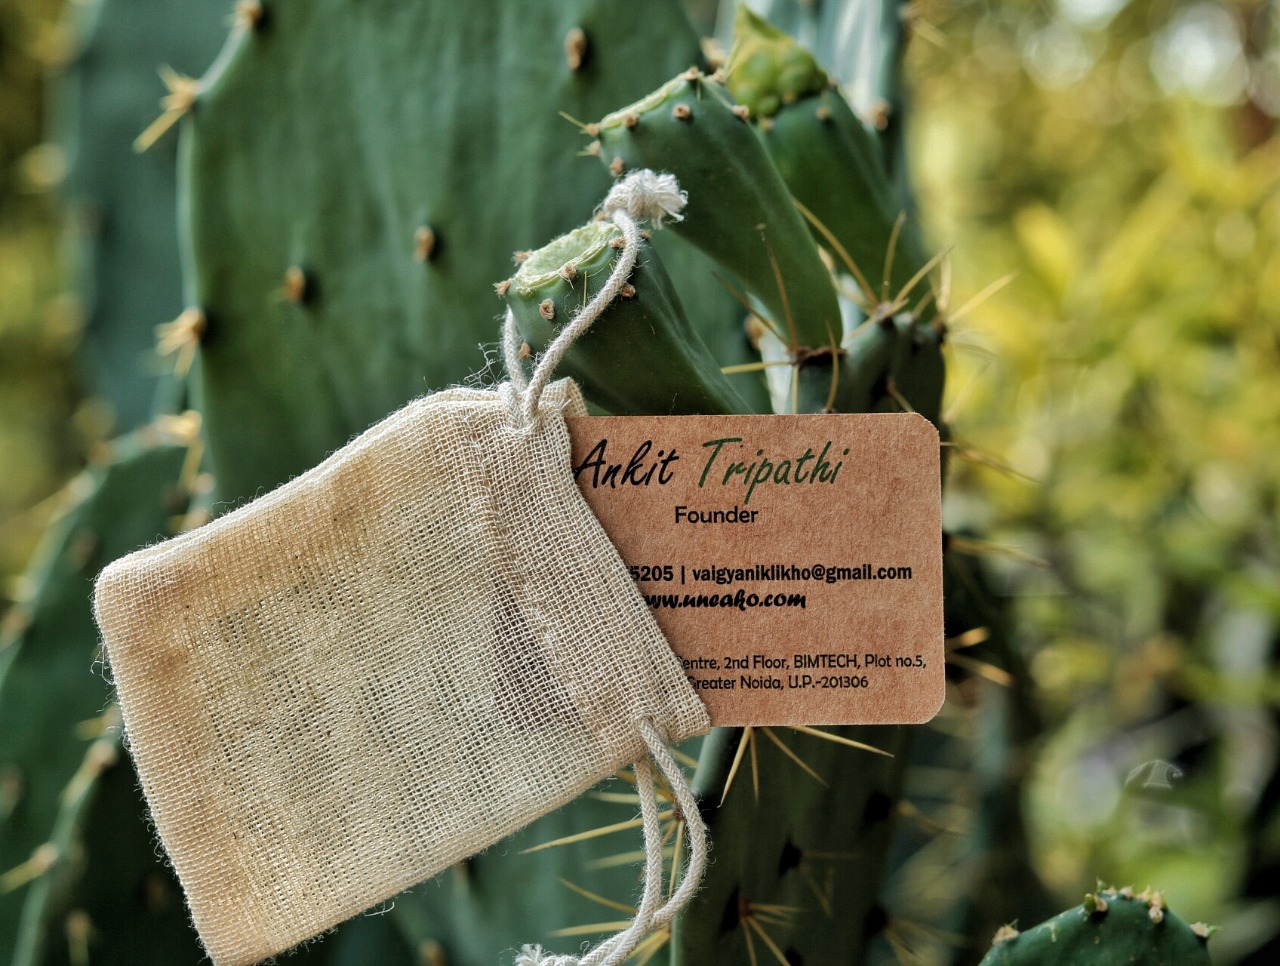 Ankit Tripathi
Founder
5205 | vaigyaniklikho@gmail.com
www.uneako.com
entre, 2nd Floor, BIMTECH, Plot no.5,
Greater Noida, U.P.-201306